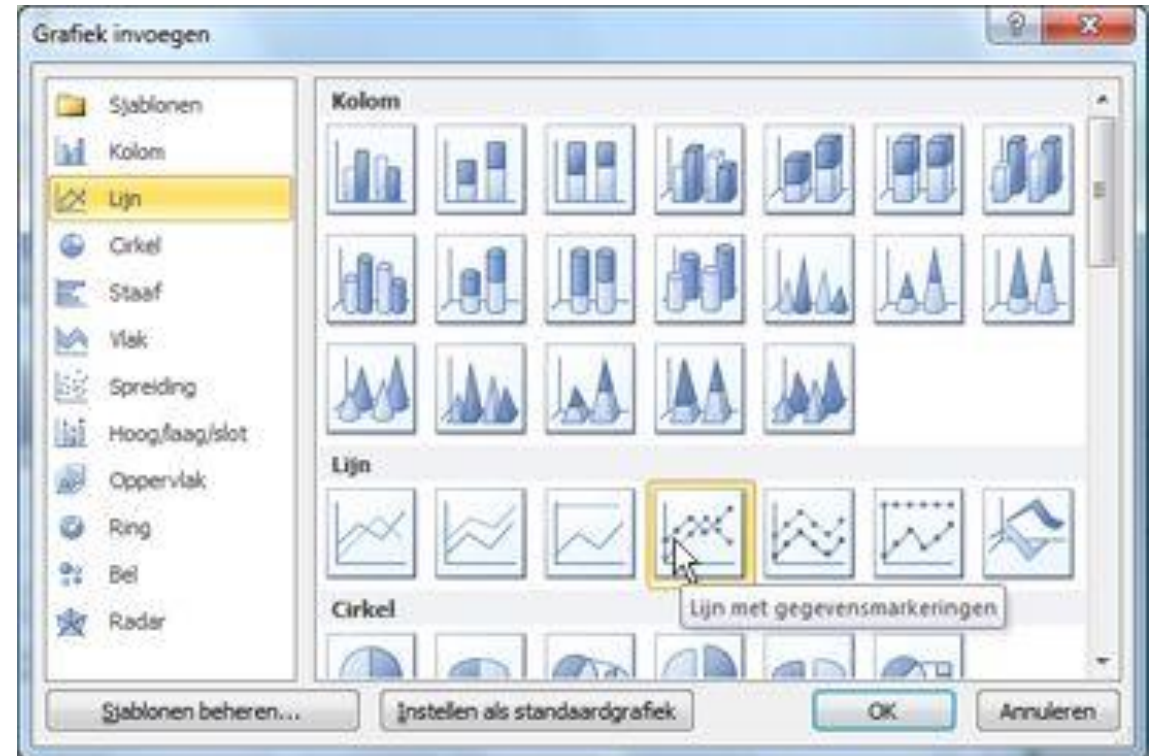 Grafiek invoegen
Sjablonen
Kolom
Lijn
Cirkel
Staaf
Vlak
Spreiding
Hoog/laag/slot
Oppervlak
Ring
Bel
Radar
Kolom
Lijn
Lijn met gegevensmarkeringen
Cirkel
Sjablonen beheren...
Instellen als standaardgrafiek
OK
Annuleren